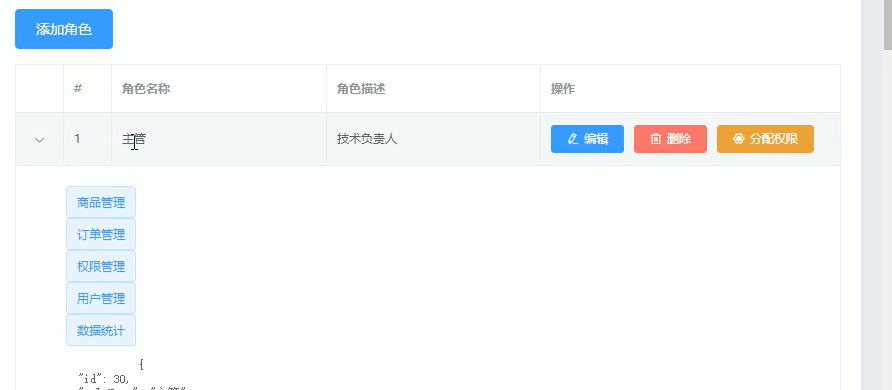 添加角色
# 角色名称 角色描述 操作
1 主管 技术负责人 编辑 删除 分配权限
商品管理
订单管理
权限管理
用户管理
数据统计
{
"id": 30,